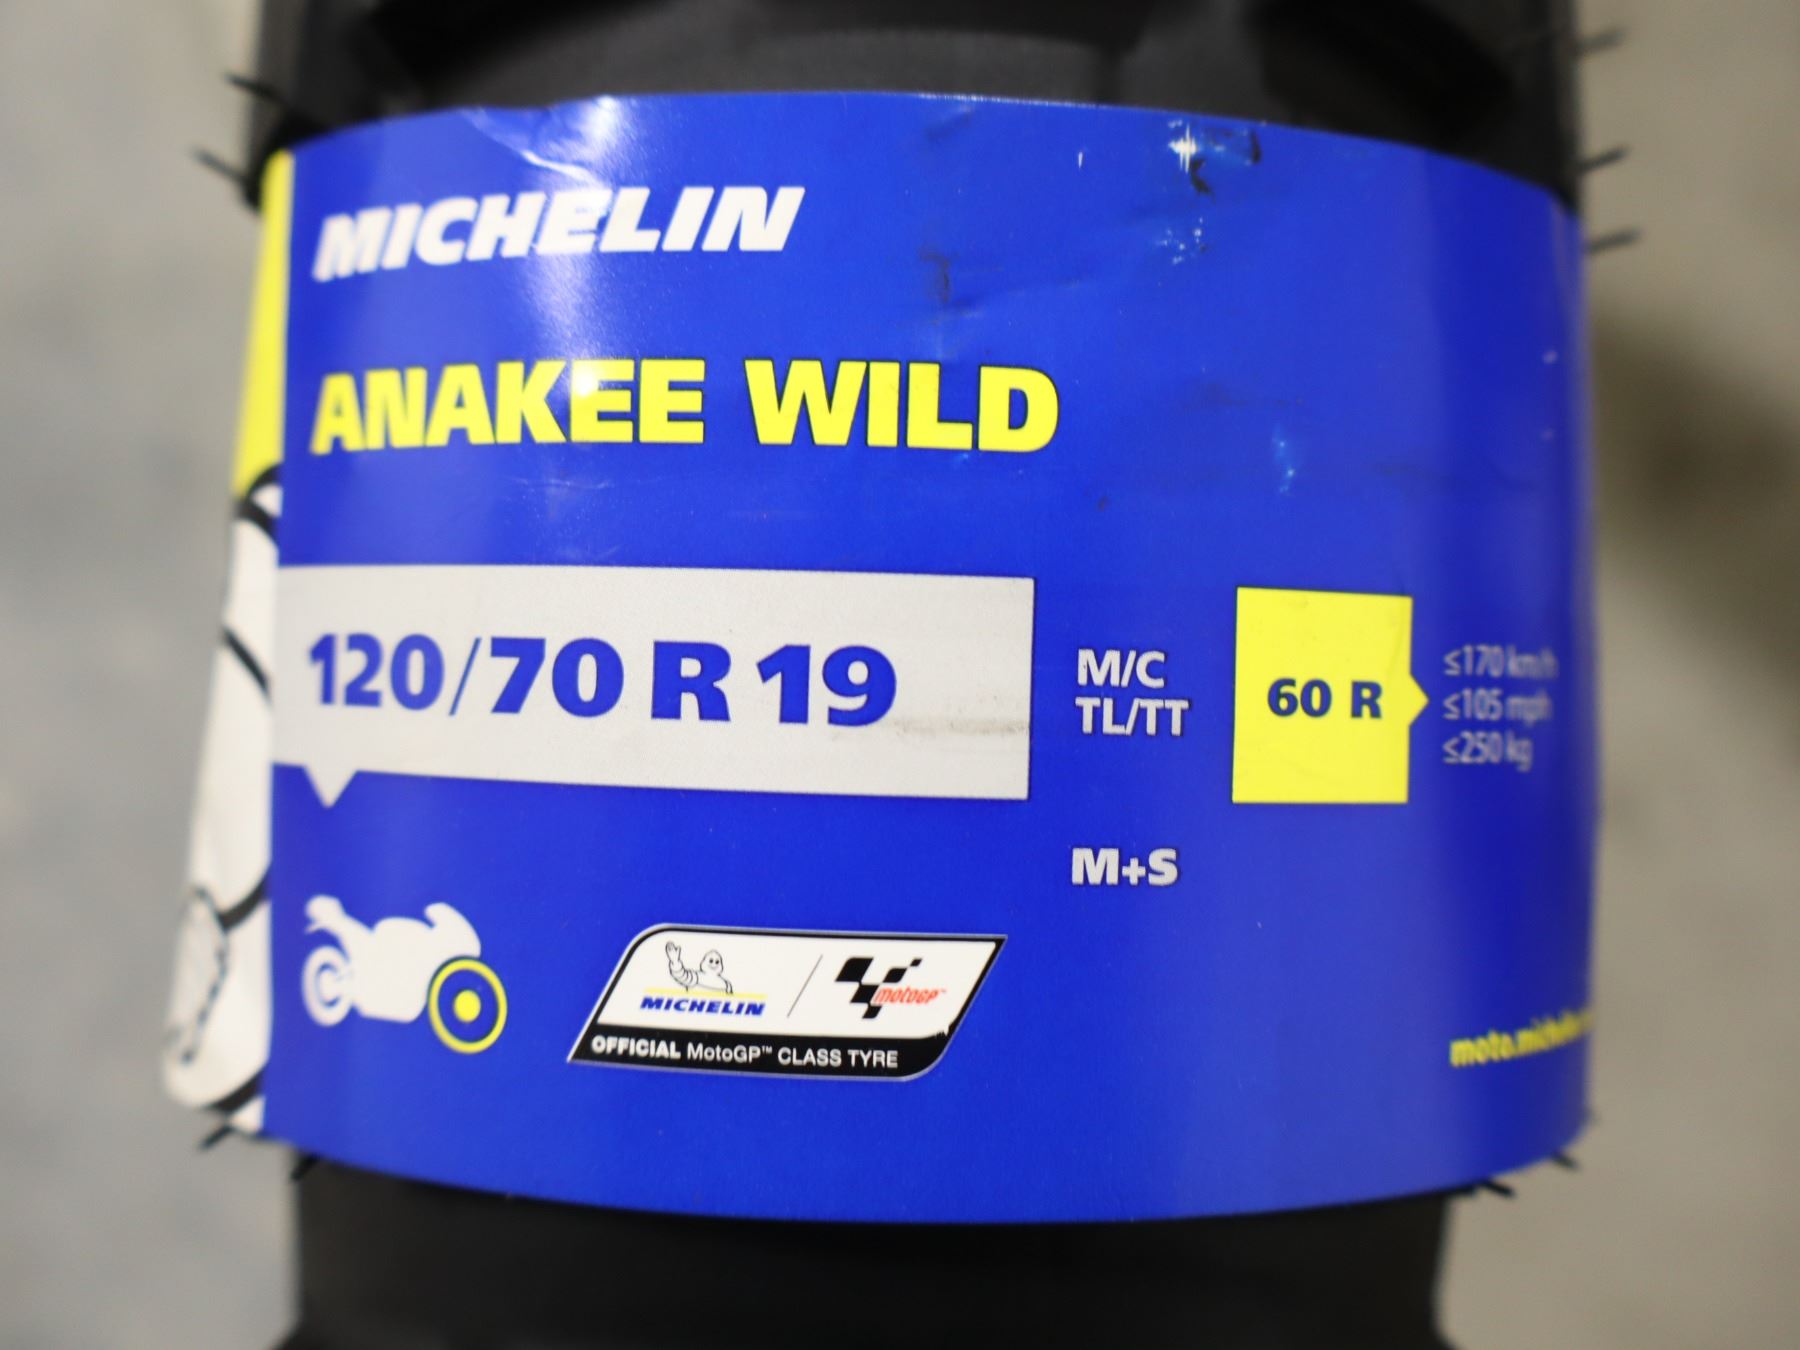 MICHELIN
ANAKEE WILD
120/70 R 19
M/C
TL/TT
60 R
≤170 km/h
≤105 mph
≤250 kg
M+S
MICHELIN
motoGP™
OFFICIAL MotoGP™ CLASS TYRE